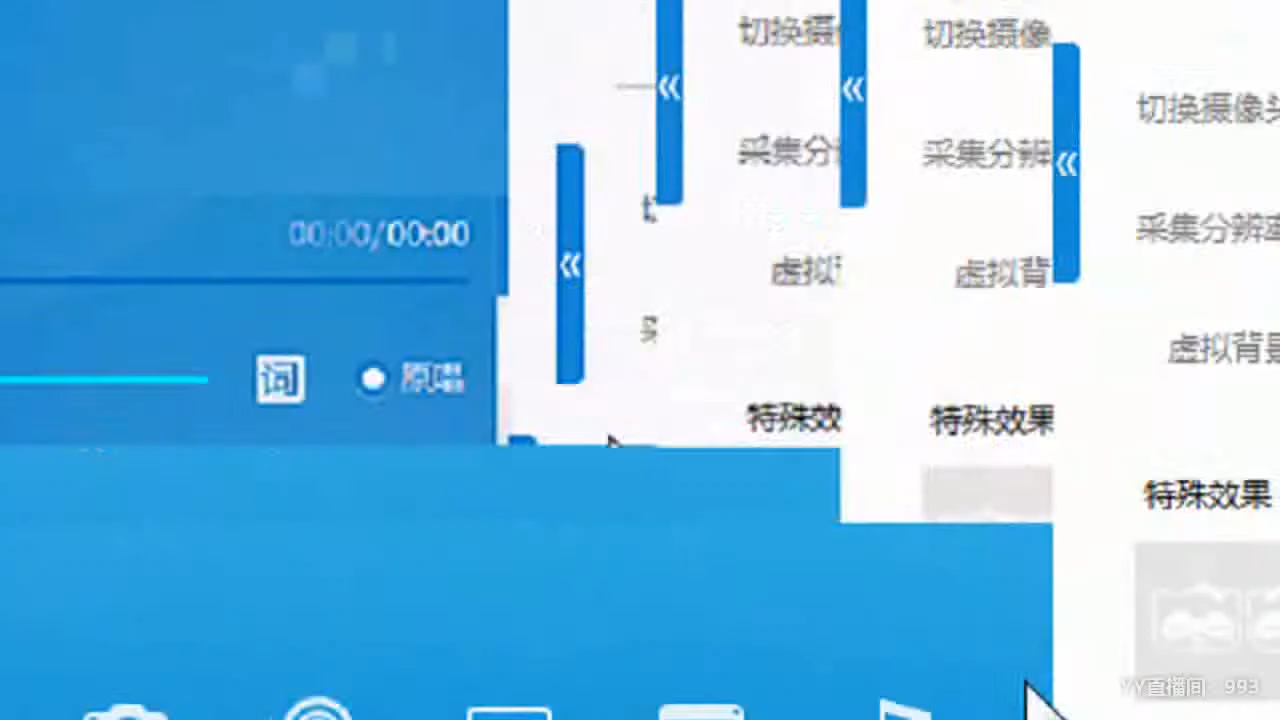 切换摄
切换摄像
切换摄像头
«
«
«
«
采集分
采集分辨
采集分辨率
00:00/00:00
虚拟
虚拟背
虚拟背景
词
原唱
特殊效
特殊效果
特殊效果
YY直播间 993